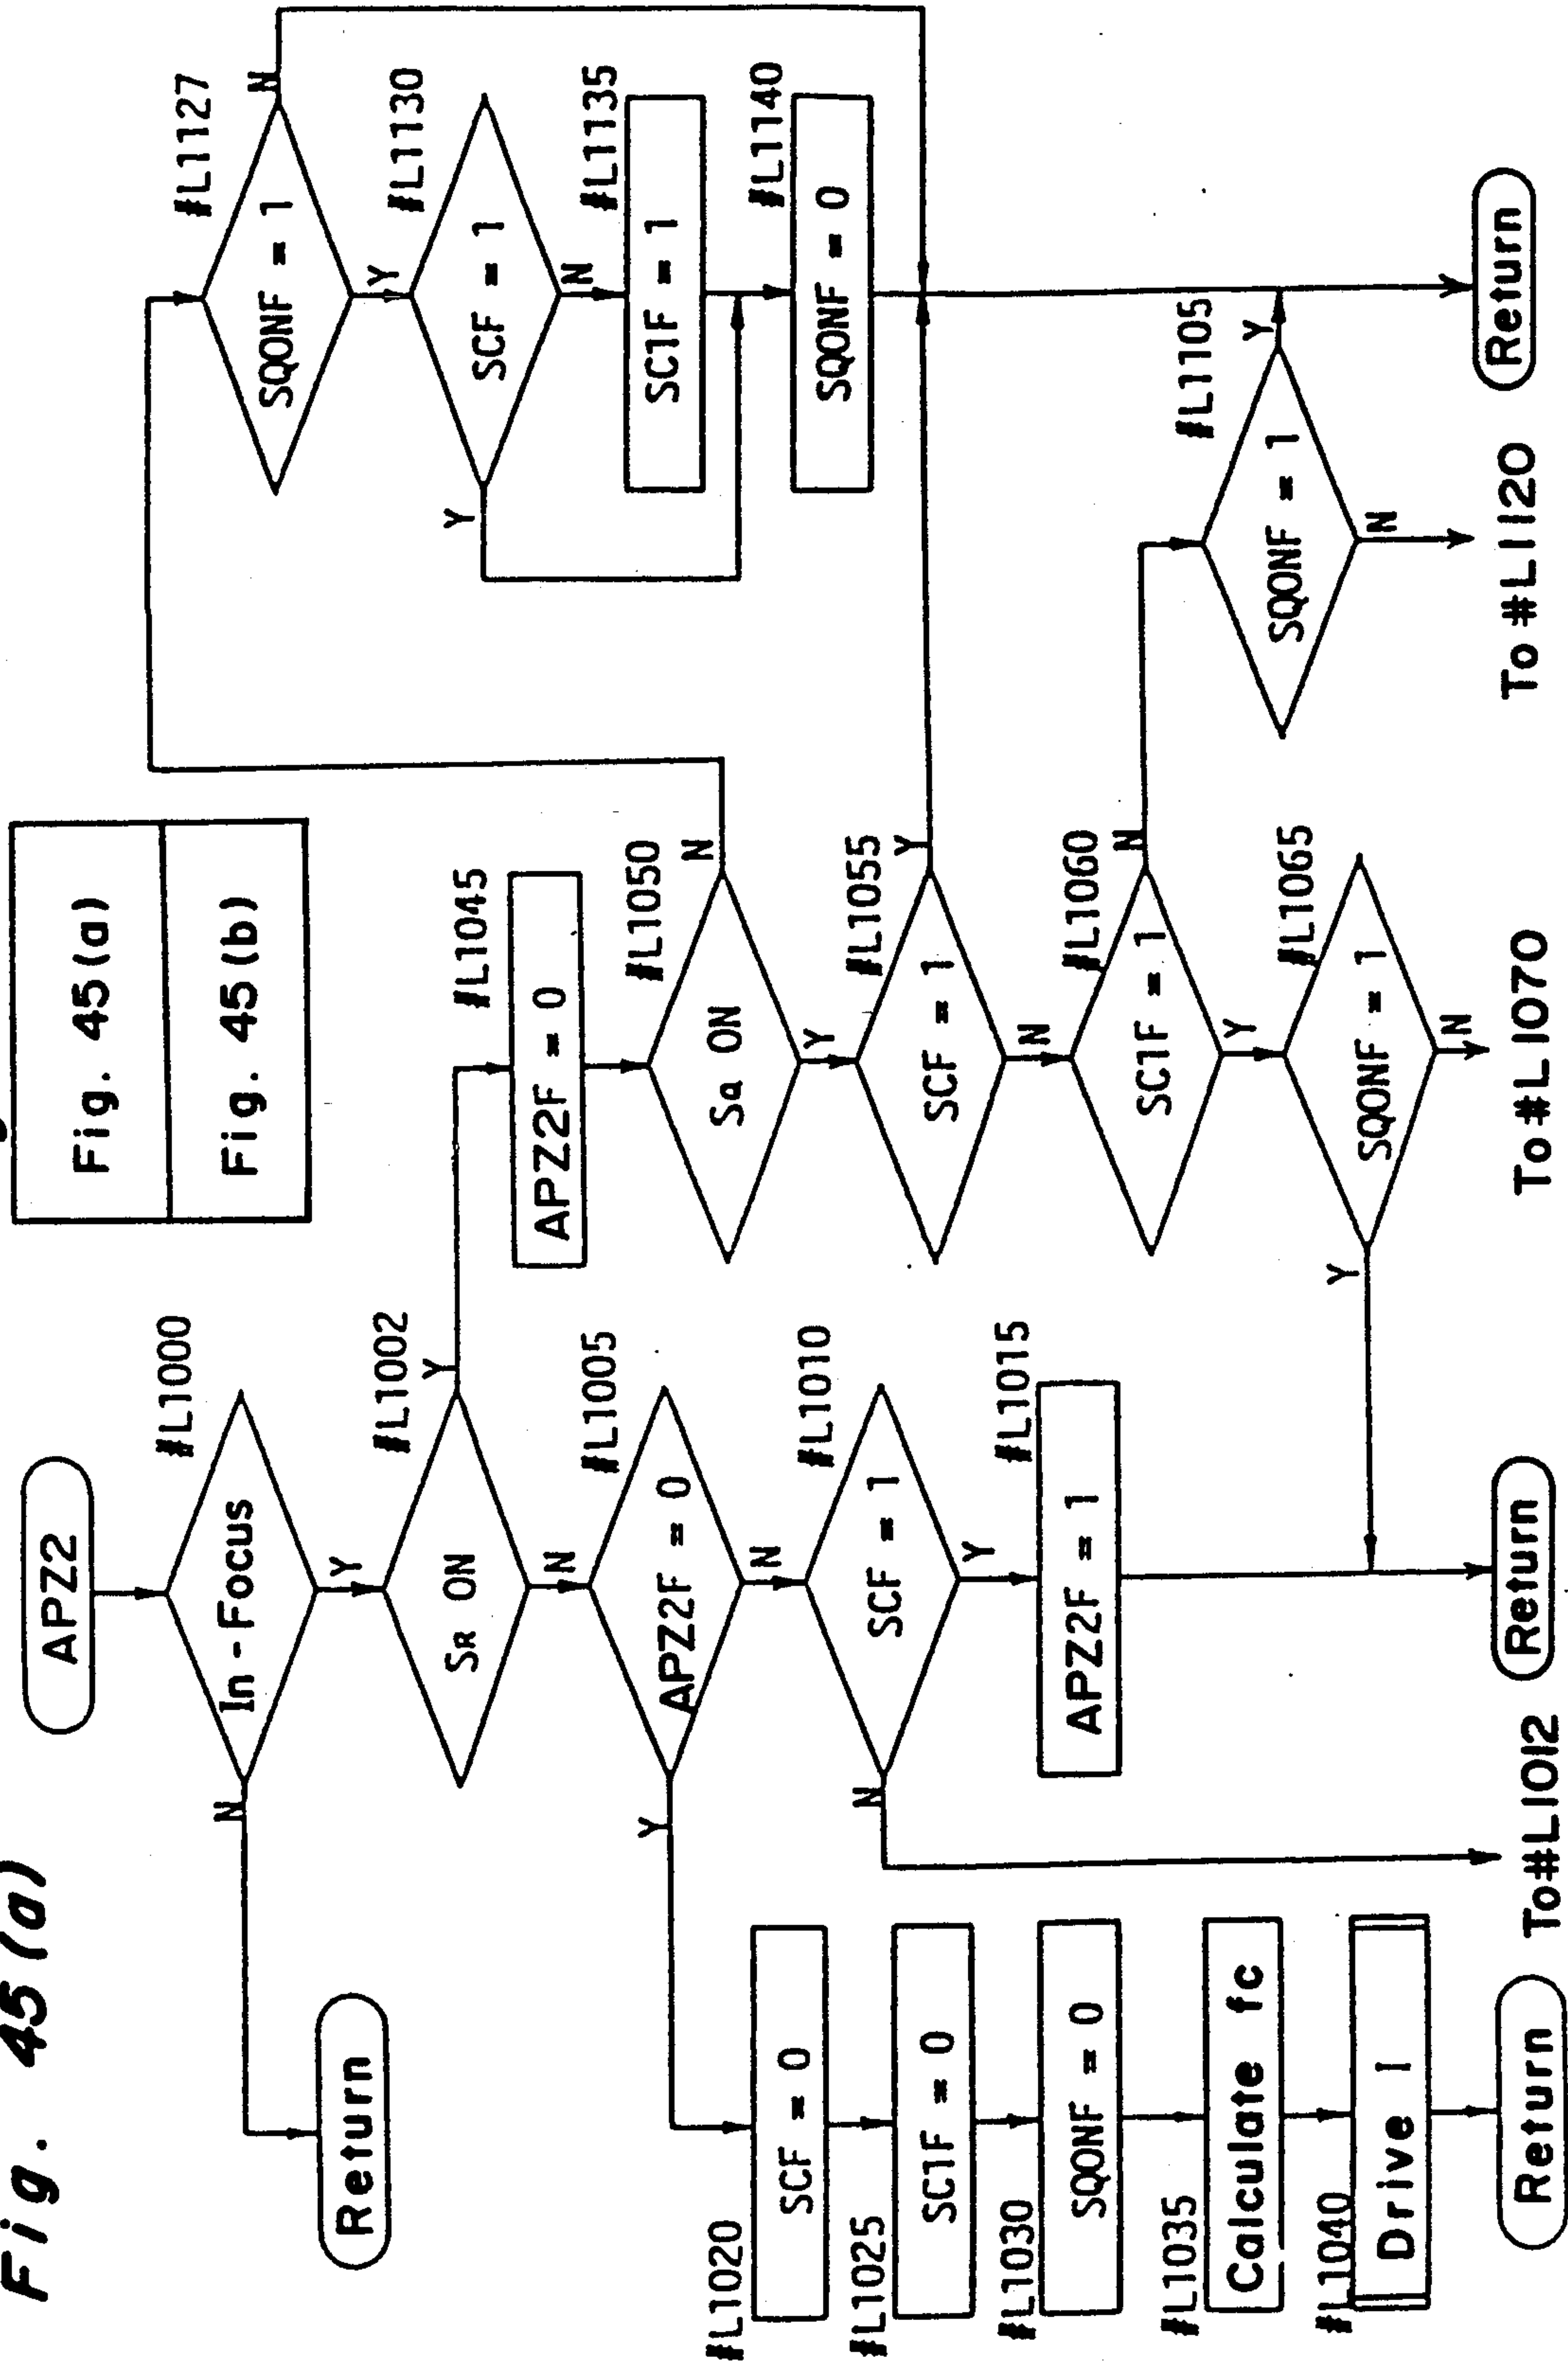 Fig. 45(a)
Fig. 45(a)
Fig. 45(b)
APZ2
#L1000
In-Focus
N
Y
Return
#L1002
SR ON
Y
N
#L1005
APZ2F = 0
Y
N
#L1010
SCF = 1
N
Y
#L1015
APZ2F = 1
Return
To #L1012
#L1020
SCF = 0
#L1025
SC1F = 0
#L1030
SQONF = 0
#L1035
Calculate fc
#L1040
Drive I
Return
#L1045
APZ2F = 0
#L1050
Sa ON
N
Y
#L1055
SCF = 1
Y
N
#L1060
SC1F = 1
N
Y
#L1065
SQONF = 1
Y
N
To #L1070
#L1105
SQONF = 1
Y
N
To #L1120
#L1127
SQONF = 1
N
Y
#L1130
SCF = 1
Y
N
#L1135
SC1F = 1
#L1140
SQONF = 0
Return